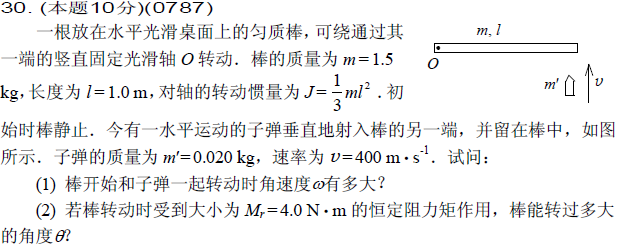 30. (本题10分)(0787)
一根放在水平光滑桌面上的匀质棒,可绕通过其
一端的竖直固定光滑轴 O 转动．棒的质量为 m = 1.5
kg,长度为 l = 1.0 m,对轴的转动惯量为 J = \frac{1}{3}ml^2 ．初
始时棒静止．今有一水平运动的子弹垂直地射入棒的另一端，并留在棒中，如图
所示．子弹的质量为 m′= 0.020 kg，速率为 v = 400 m·s^{-1}．试问：
(1) 棒开始和子弹一起转动时角速度ω有多大？
(2) 若棒转动时受到大小为 M_r = 4.0 N·m 的恒定阻力矩作用，棒能转过多大
的角度θ？
m, l
O
m′
v